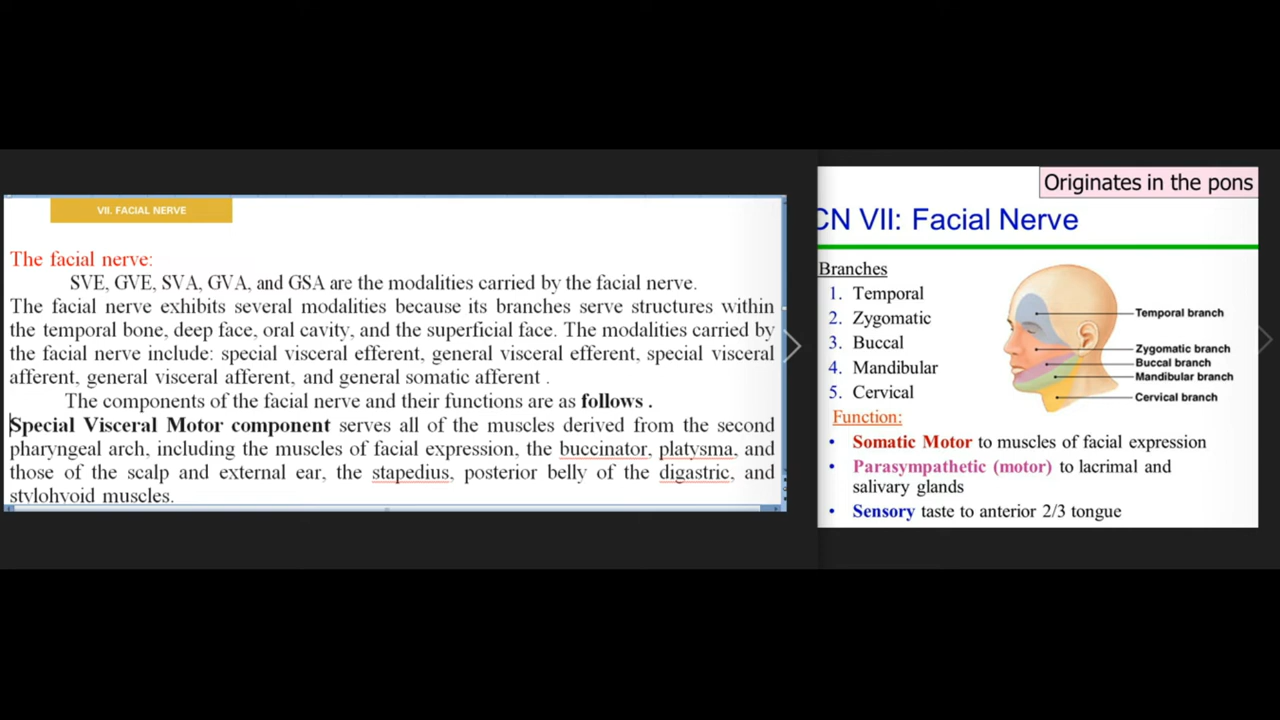 VII. FACIAL NERVE
The facial nerve:
SVE, GVE, SVA, GVA, and GSA are the modalities carried by the facial nerve.
The facial nerve exhibits several modalities because its branches serve structures within
the temporal bone, deep face, oral cavity, and the superficial face. The modalities carried by
the facial nerve include: special visceral efferent, general visceral efferent, special visceral
afferent, general visceral afferent, and general somatic afferent .
The components of the facial nerve and their functions are as follows .
Special Visceral Motor component serves all of the muscles derived from the second
pharyngeal arch, including the muscles of facial expression, the buccinator, platysma, and
those of the scalp and external ear, the stapedius, posterior belly of the digastric, and
stylohyoid muscles.
Originates in the pons
CN VII: Facial Nerve
Branches
1. Temporal
2. Zygomatic
3. Buccal
4. Mandibular
5. Cervical
Temporal branch
Zygomatic branch
Buccal branch
Mandibular branch
Cervical branch
Function:
• Somatic Motor to muscles of facial expression
• Parasympathetic (motor) to lacrimal and
salivary glands
• Sensory taste to anterior 2/3 tongue